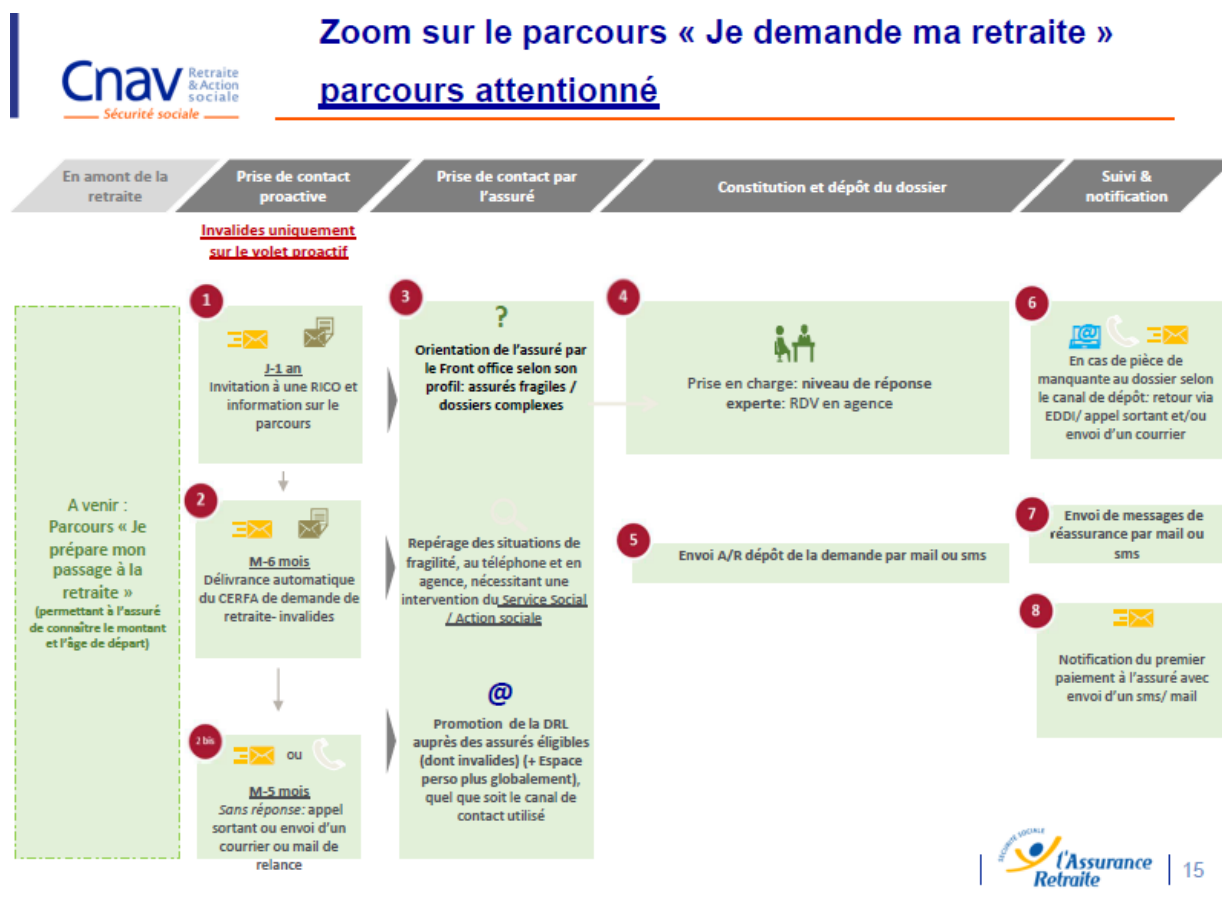 Zoom sur le parcours « Je demande ma retraite »
parcours attentionné
Cnav
Retraite
& Action
sociale
Sécurité sociale
En amont de la
retraite
Prise de contact
proactive
Prise de contact par
l'assuré
Constitution et dépôt du dossier
Suivi &
notification
Invalides uniquement
sur le volet proactif
A venir :
Parcours « Je
prépare mon
passage à la
retraite »
(permettant à l'assuré
de connaître le montant
et l'âge de départ)
1
J-1 an
Invitation à une RICO et
information sur le
parcours
2
M-6 mois
Délivrance automatique
du CERFA de demande de
retraite- invalides
2 bis
ou
M-5 mois
Sans réponse: appel
sortant ou envoi d'un
courrier ou mail de
relance
3
?
Orientation de l'assuré par
le Front office selon son
profil: assurés fragiles /
dossiers complexes
Repérage des situations de
fragilité, au téléphone et en
agence, nécessitant une
intervention du Service Social
/ Action sociale
@
Promotion de la DRL
auprès des assurés éligibles
(dont invalides) (+ Espace
perso plus globalement),
quel que soit le canal de
contact utilisé
4
Prise en charge: niveau de réponse
experte: RDV en agence
5
Envoi A/R dépôt de la demande par mail ou sms
6
@
En cas de pièce de
manquante au dossier selon
le canal de dépôt: retour via
EDDI/ appel sortant et/ou
envoi d'un courrier
7
Envoi de messages de
réassurance par mail ou
sms
8
Notification du premier
paiement à l'assuré avec
envoi d'un sms/ mail
SÉCURITÉ SOCIALE
l'Assurance
Retraite
15